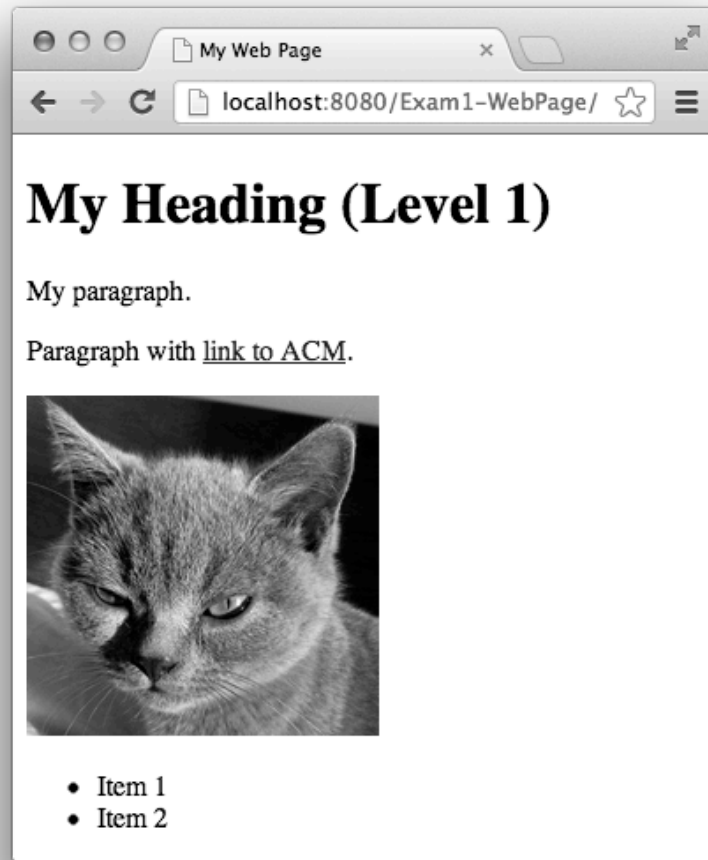 My Web Page
localhost:8080/Exam1-WebPage/
My Heading (Level 1)
My paragraph.
Paragraph with link to ACM.
Item 1
Item 2